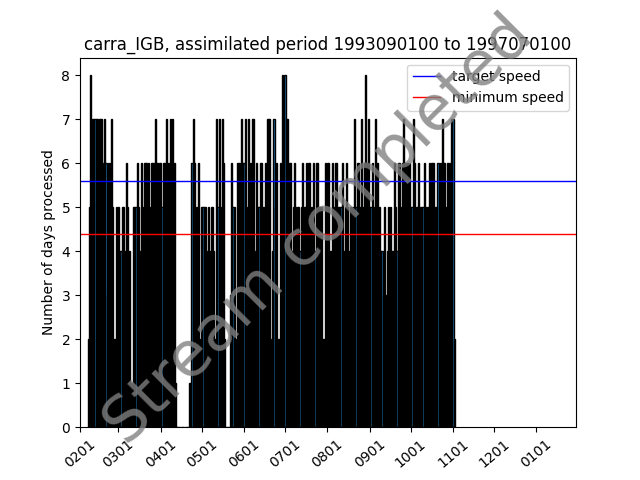 carra_IGB, assimilated period 1993090100 to 1997070100
target speed
minimum speed
Stream completed
Number of days processed
8
7
6
5
4
3
2
1
0
0201 0301 0401 0501 0601 0701 0801 0901 1001 1101 1201 0101